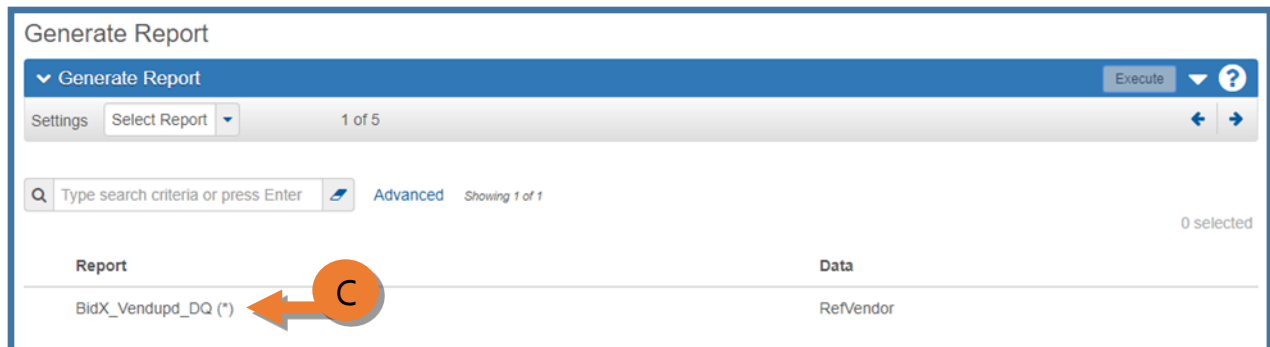 Generate Report
Generate Report Execute ?
Settings Select Report 1 of 5
Type search criteria or press Enter Advanced Showing 1 of 1
0 selected
Report Data
BidX_Vendupd_DQ (*) C RefVendor